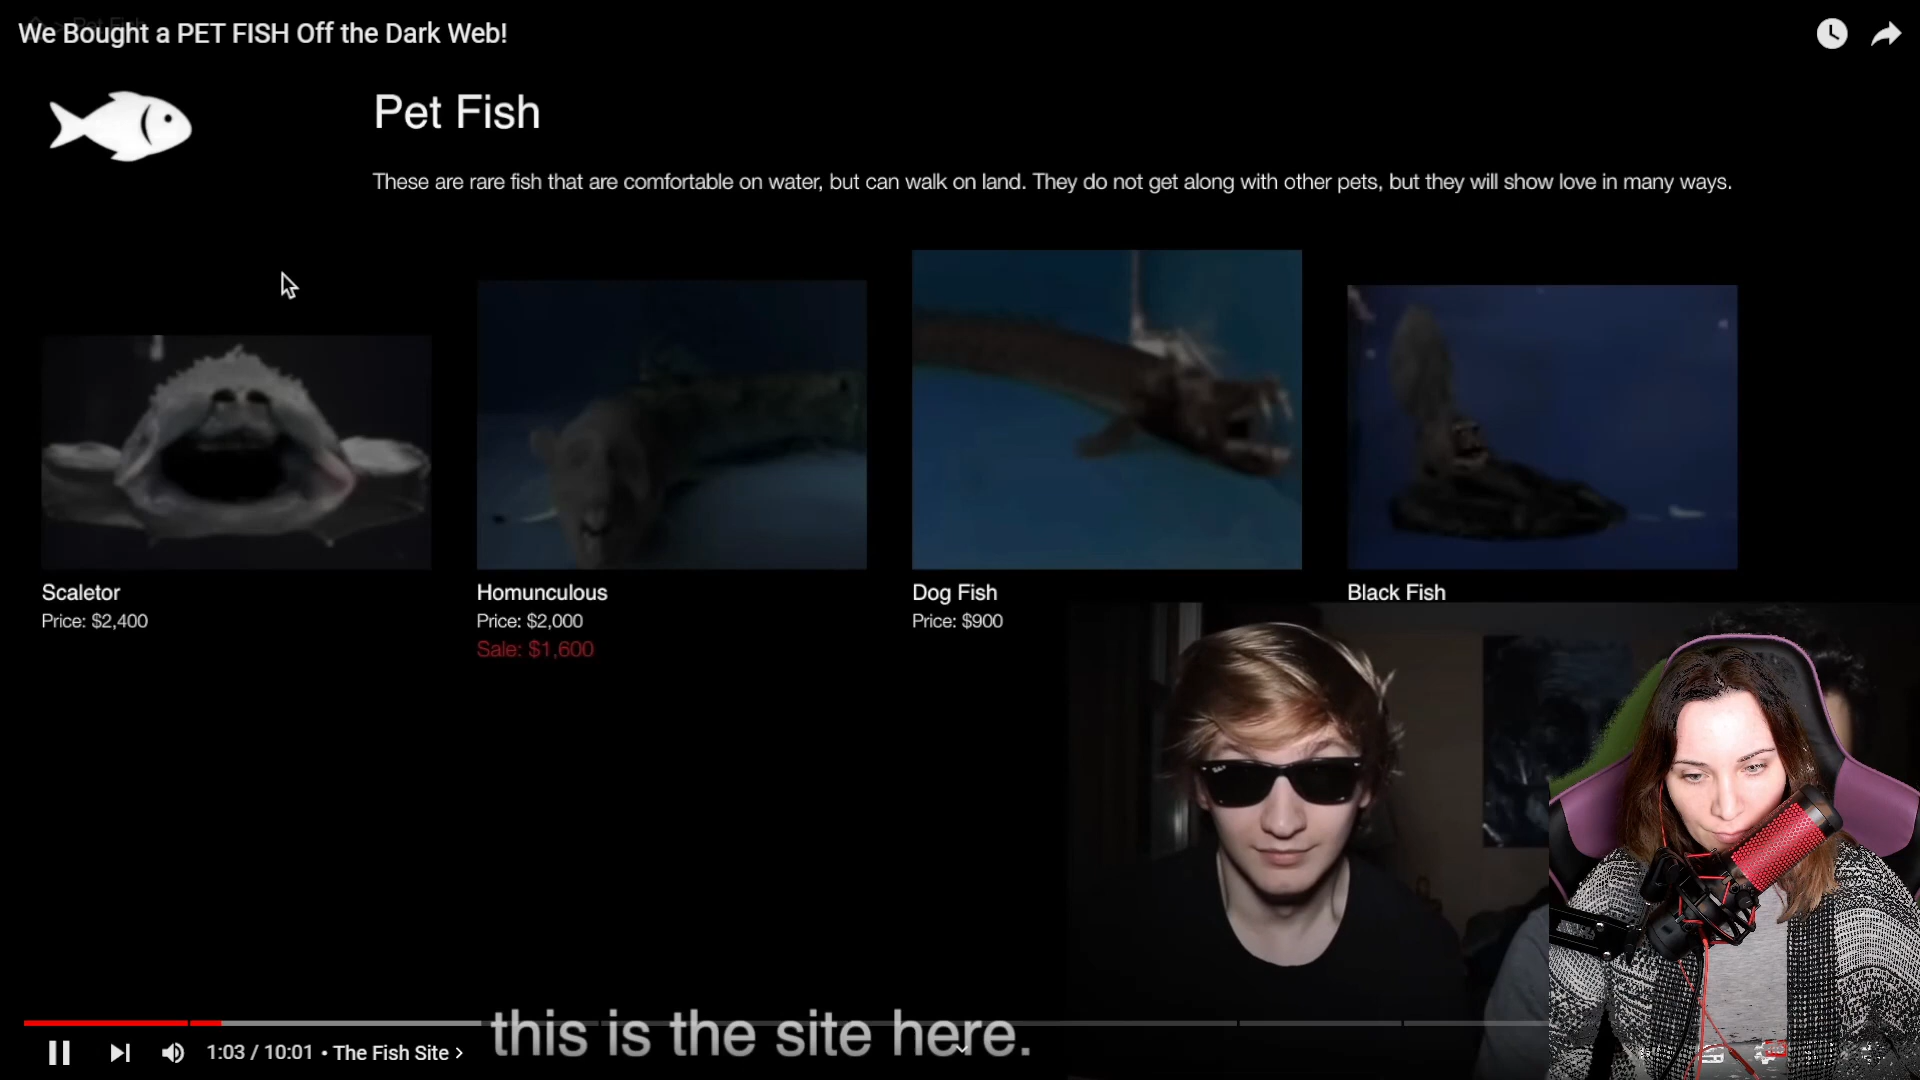 We Bought a PET FISH Off the Dark Web!
Pet Fish
These are rare fish that are comfortable on water, but can walk on land. They do not get along with other pets, but they will show love in many ways.
Scaletor
Price: $2,400
Homunculous
Price: $2,000
Sale: $1,600
Dog Fish
Price: $900
Black Fish
this is the site here.
1:03 / 10:01 • The Fish Site >